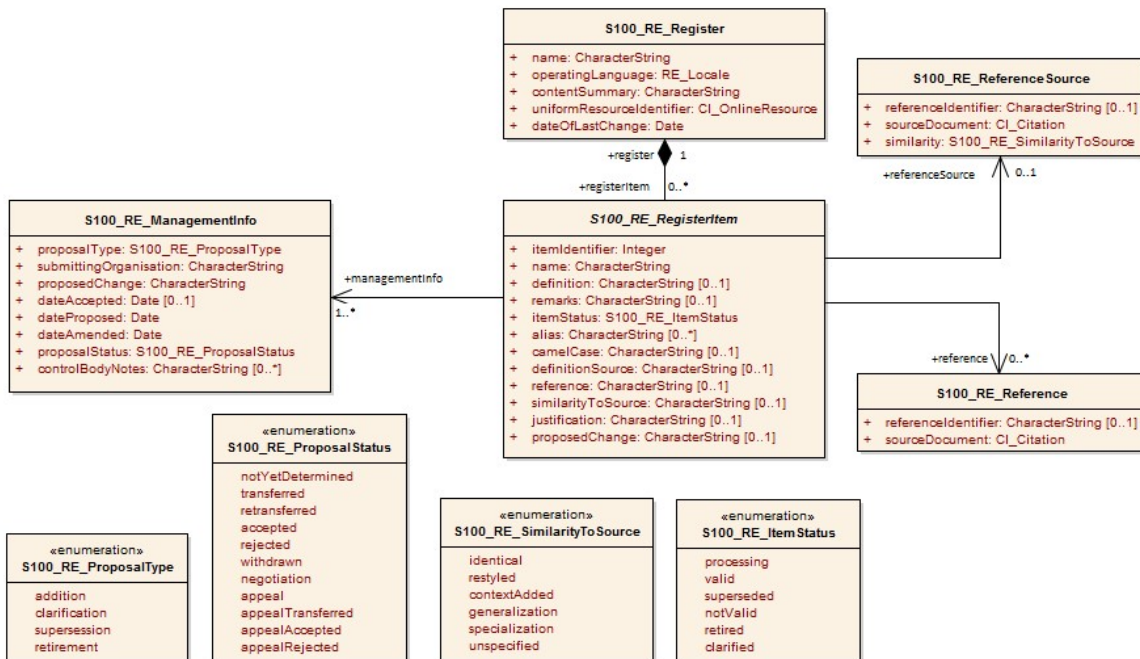 S100_RE_Register
+ name: CharacterString
+ operatingLanguage: RE_Locale
+ contentSummary: CharacterString
+ uniformResourceIdentifier: CI_OnlineResource
+ dateOfLastChange: Date
+register 1
+registerItem 0..*
S100_RE_ReferenceSource
+ referenceIdentifier: CharacterString [0..1]
+ sourceDocument: CI_Citation
+ similarity: S100_RE_SimilarityToSource
+referenceSource 0..1
S100_RE_ManagementInfo
+ proposalType: S100_RE_ProposalType
+ submittingOrganisation: CharacterString
+ proposedChange: CharacterString
+ dateAccepted: Date [0..1]
+ dateProposed: Date
+ dateAmended: Date
+ proposalStatus: S100_RE_ProposalStatus
+ controlBodyNotes: CharacterString [0..*]
+managementInfo
1..*
S100_RE_RegisterItem
+ itemIdentifier: Integer
+ name: CharacterString
+ definition: CharacterString [0..1]
+ remarks: CharacterString [0..1]
+ itemStatus: S100_RE_ItemStatus
+ alias: CharacterString [0..*]
+ camelCase: CharacterString [0..1]
+ definitionSource: CharacterString [0..1]
+ reference: CharacterString [0..1]
+ similarityToSource: CharacterString [0..1]
+ justification: CharacterString [0..1]
+ proposedChange: CharacterString [0..1]
+reference 0..*
S100_RE_Reference
+ referenceIdentifier: CharacterString [0..1]
+ sourceDocument: CI_Citation
«enumeration»
S100_RE_ProposalType
addition
clarification
supersession
retirement
«enumeration»
S100_RE_ProposalStatus
notYetDetermined
transferred
retransferred
accepted
rejected
withdrawn
negotiation
appeal
appealTransferred
appealAccepted
appealRejected
«enumeration»
S100_RE_SimilarityToSource
identical
restyled
contextAdded
generalization
specialization
unspecified
«enumeration»
S100_RE_ItemStatus
processing
valid
superseded
notValid
retired
clarified